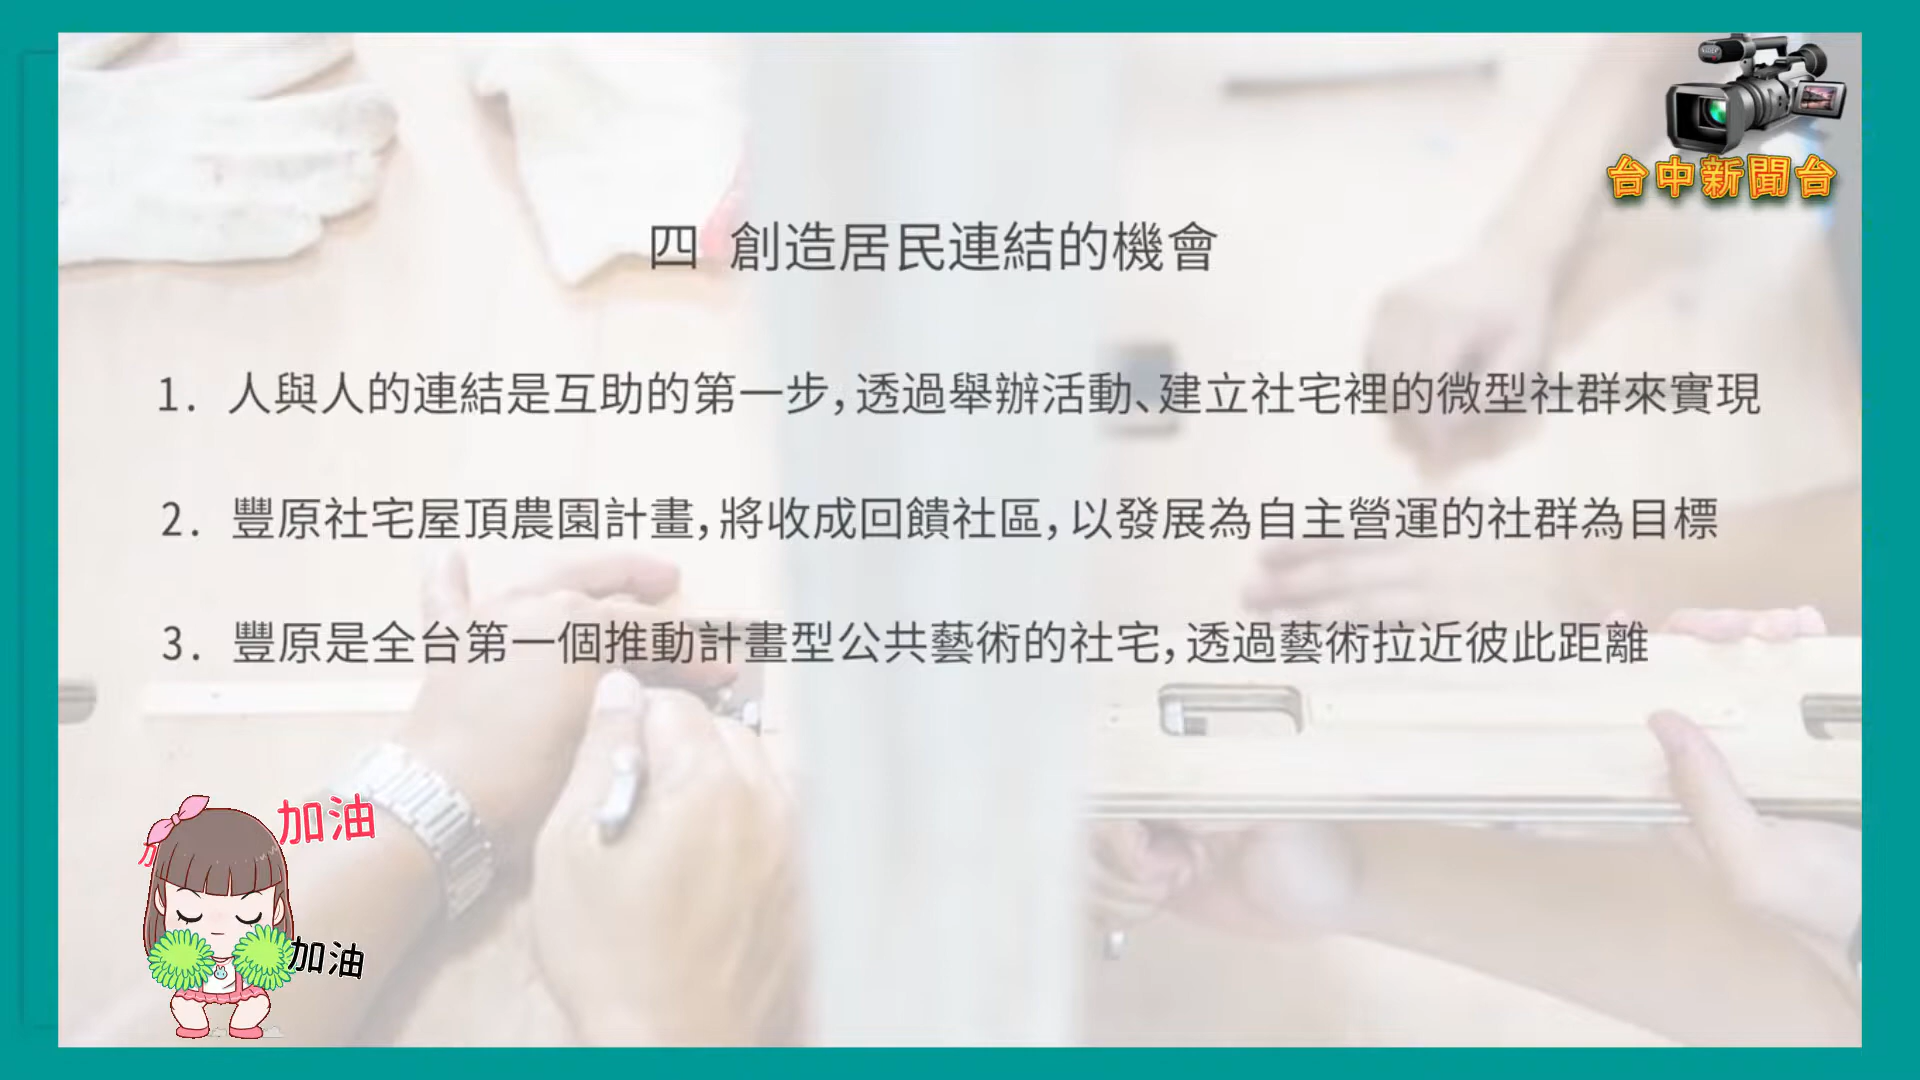 台中新聞台
四 創造居民連結的機會
1. 人與人的連結是互助的第一步,透過舉辦活動、建立社宅裡的微型社群來實現
2. 豐原社宅屋頂農園計畫,將收成回饋社區,以發展為自主營運的社群為目標
3. 豐原是全台第一個推動計畫型公共藝術的社宅,透過藝術拉近彼此距離
加油
加油